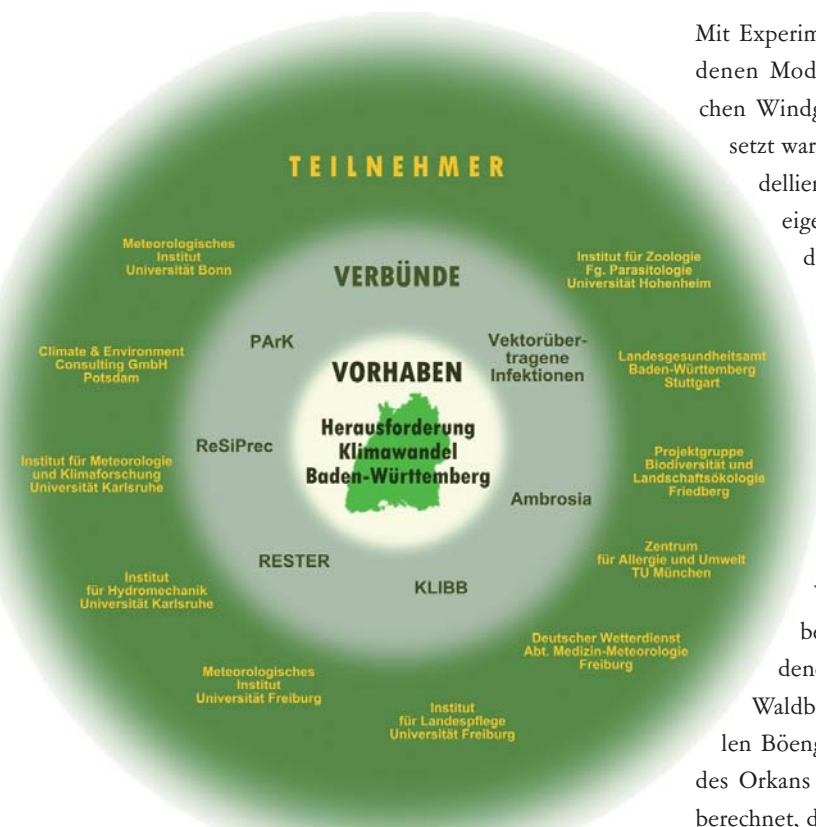 TEILNEHMER
Meteorologisches
Institut
Universität Bonn
Climate & Environment
Consulting GmbH
Potsdam
Institut für Meteorologie
und Klimaforschung
Universität Karlsruhe
Institut
für Hydromechanik
Universität Karlsruhe
Meteorologisches
Institut
Universität Freiburg
Institut
für Landespflege
Universität Freiburg
Deutscher Wetterdienst
Abt. Medizin-Meteorologie
Freiburg
Zentrum
für Allergie und Umwelt
TU München
Projektgruppe
Biodiversität und
Landschaftsökologie
Friedberg
Landesgesundheitsamt
Baden-Württemberg
Stuttgart
Institut für Zoologie
Fg. Parasitologie
Universität Hohenheim
VERBÜNDE
PArK
ReSiPrec
RESTER
KLIBB
Ambrosia
Vektorüber-
tragene
Infektionen
VORHABEN
Herausforderung
Klimawandel
Baden-Württemberg
Mit Experim
denen Mod
chen Windg
setzt war
dellier
eige
d
be
dene
Waldb
len Böeng
des Orkans
berechnet, d